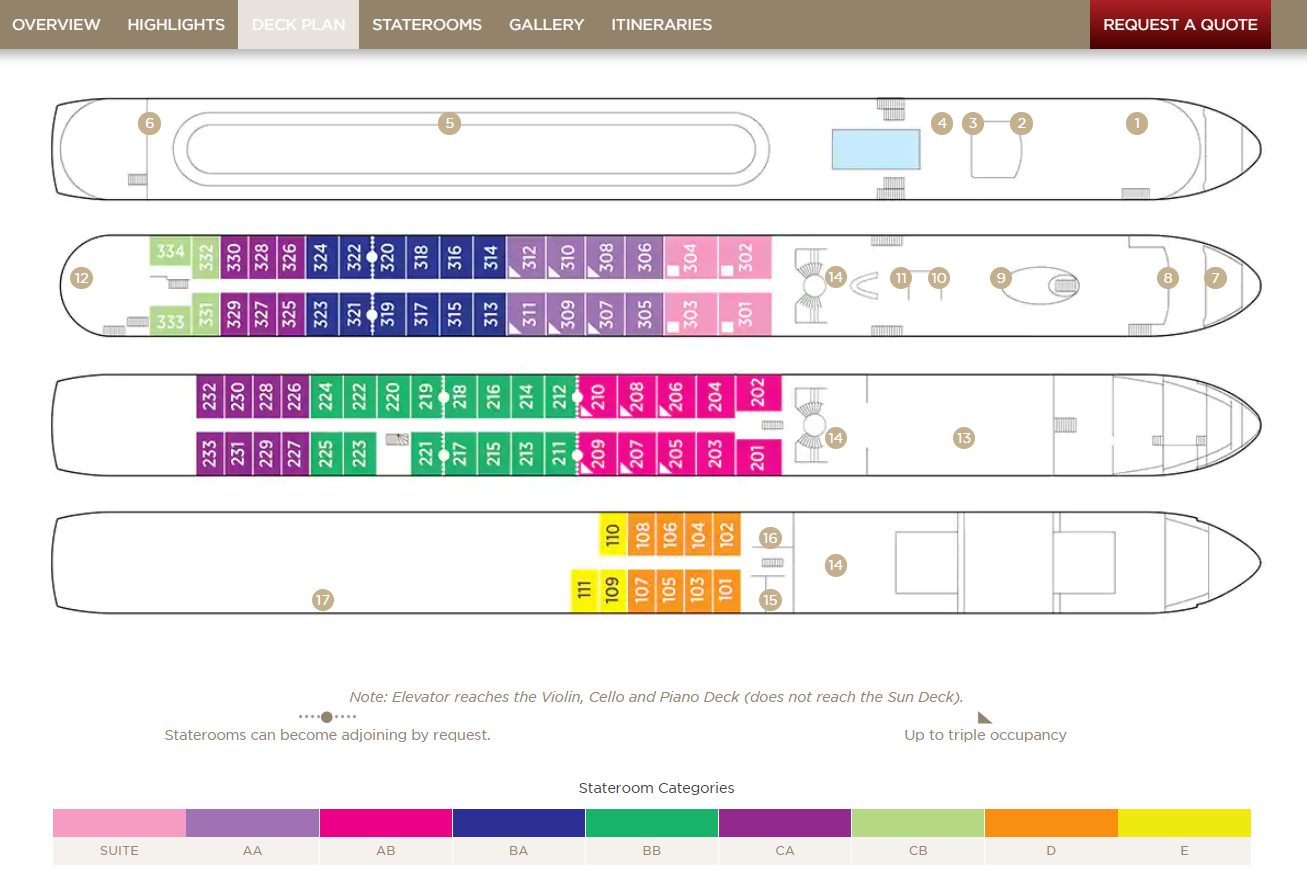 OVERVIEW HIGHLIGHTS DECK PLAN STATEROOMS GALLERY ITINERARIES REQUEST A QUOTE
6 5 4 3 2 1
334 332 330 328 326 324 322 320 318 316 314 312 310 308 306 304 302
12 14 11 10 9 8 7
333 331 329 327 325 323 321 319 317 315 313 311 309 307 305 303 301
232 230 228 226 224 222 220 219 218 216 214 212 210 208 206 204 202
14 13
233 231 229 227 225 223 221 217 215 213 211 209 207 205 203 201
110 108 106 104 102 16
14
111 109 107 105 103 101 15
17
Note: Elevator reaches the Violin, Cello and Piano Deck (does not reach the Sun Deck).
Staterooms can become adjoining by request. Up to triple occupancy
Stateroom Categories
SUITE AA AB BA BB CA CB D E